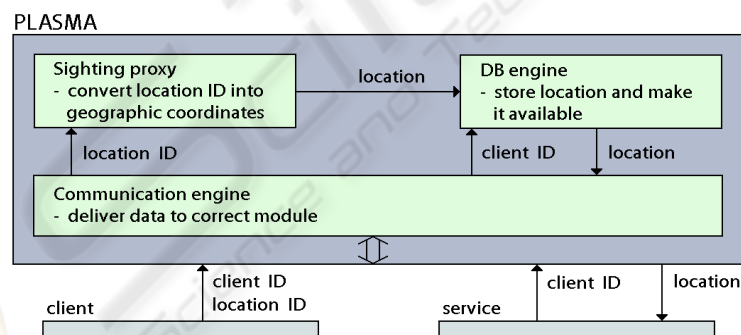 PLASMA
Sighting proxy
- convert location ID into
geographic coordinates
location
DB engine
- store location and make
it available
location ID
client ID
location
Communication engine
- deliver data to correct module
client ID
location ID
client ID
location
client
service